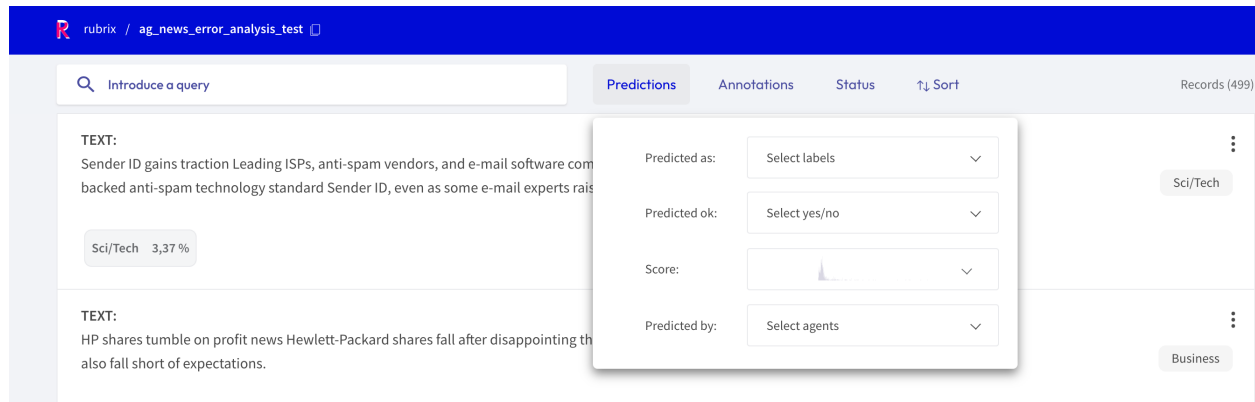 R rubrix / ag_news_error_analysis_test
Introduce a query
Predictions Annotations Status Sort Records (499)
TEXT:
Sender ID gains traction Leading ISPs, anti-spam vendors, and e-mail software com
backed anti-spam technology standard Sender ID, even as some e-mail experts rais
Sci/Tech
Sci/Tech 3,37 %
Predicted as: Select labels
Predicted ok: Select yes/no
Score:
Predicted by: Select agents
TEXT:
HP shares tumble on profit news Hewlett-Packard shares fall after disappointing th
also fall short of expectations.
Business